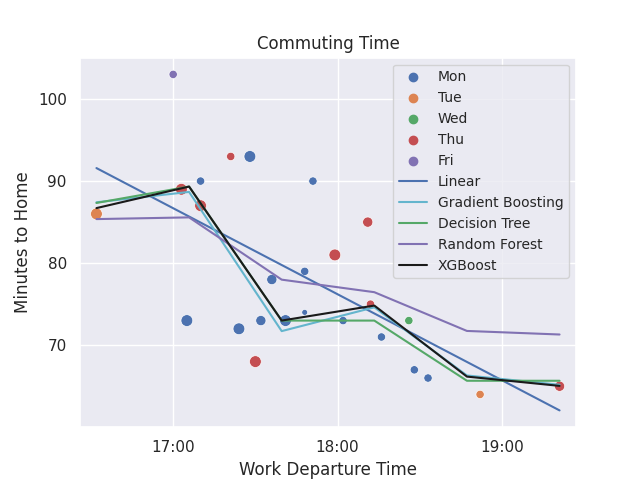 Commuting Time
Minutes to Home
100
90
80
70
17:00
18:00
19:00
Work Departure Time
Mon
Tue
Wed
Thu
Fri
Linear
Gradient Boosting
Decision Tree
Random Forest
XGBoost